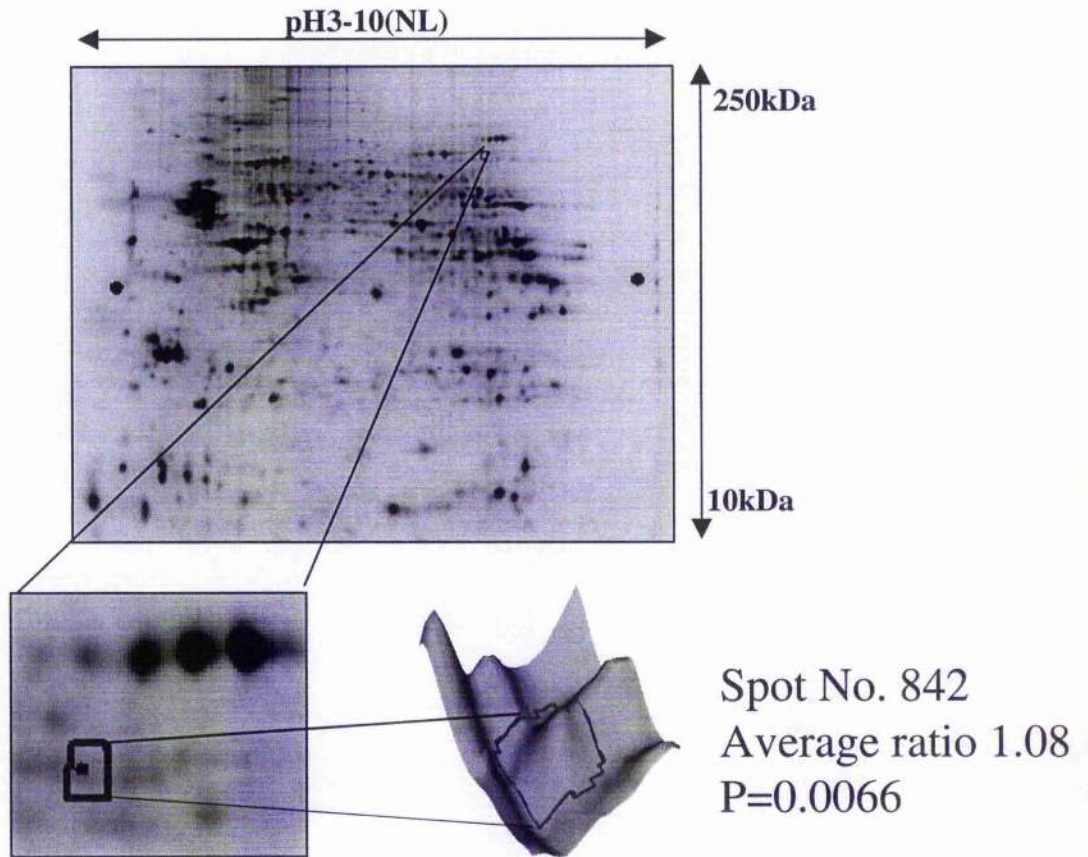 pH3-10(NL)
250kDa
10kDa
Spot No. 842
Average ratio 1.08
P=0.0066